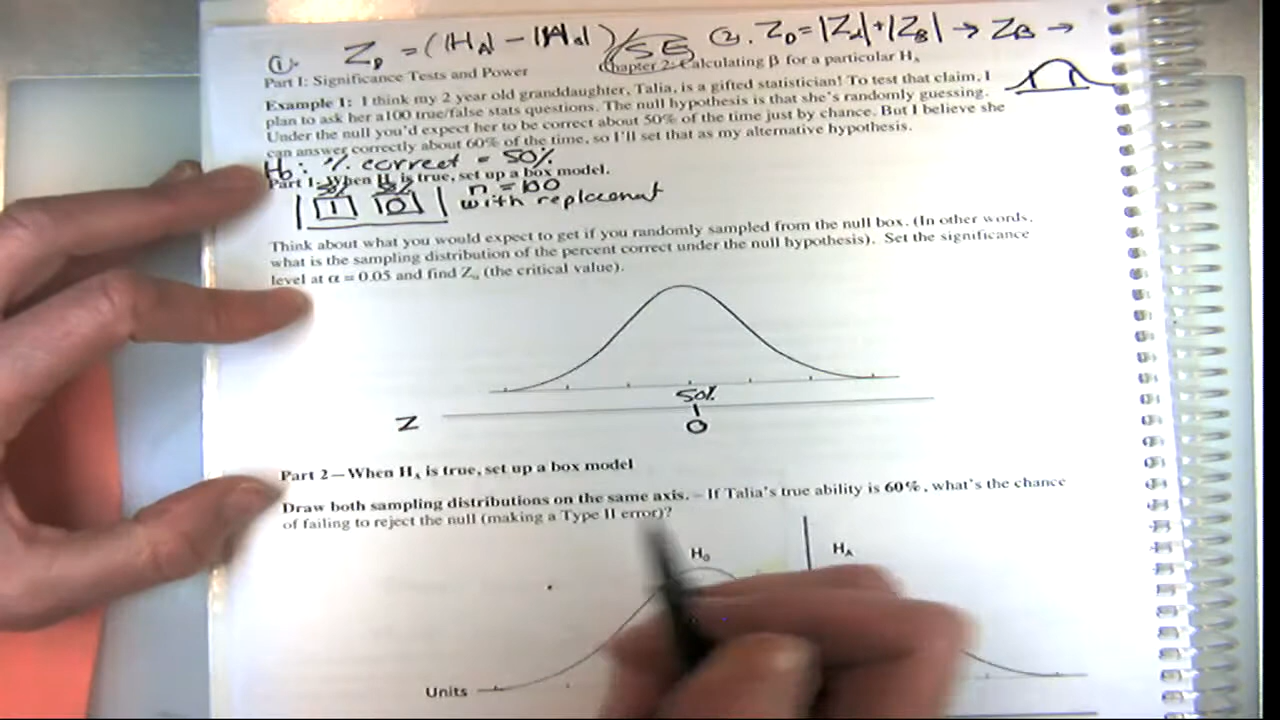 ① Z_D = (|H_A| - |H_0|)/SE ② Z_D = |Z_α| + |Z_β| → Z_β →
Part I: Significance Tests and Power Chapter 2: Calculating β for a particular H_A
Example 1: I think my 2 year old granddaughter, Talia, is a gifted statistician! To test that claim, I
plan to ask her a100 true/false stats questions. The null hypothesis is that she's randomly guessing.
Under the null you'd expect her to be correct about 50% of the time just by chance. But I believe she
can answer correctly about 60% of the time, so I'll set that as my alternative hypothesis.
H0: % correct = 50%
Part 1- When H0 is true, set up a box model.
50% 50%
1 0 n = 100
with replacement
Think about what you would expect to get if you randomly sampled from the null box. (In other words,
what is the sampling distribution of the percent correct under the null hypothesis). Set the significance
level at α = 0.05 and find Z_α (the critical value).
50%
Z 0
Part 2—When H_A is true, set up a box model
Draw both sampling distributions on the same axis. – If Talia's true ability is 60%, what's the chance
of failing to reject the null (making a Type II error)?
H0 H_A
Units